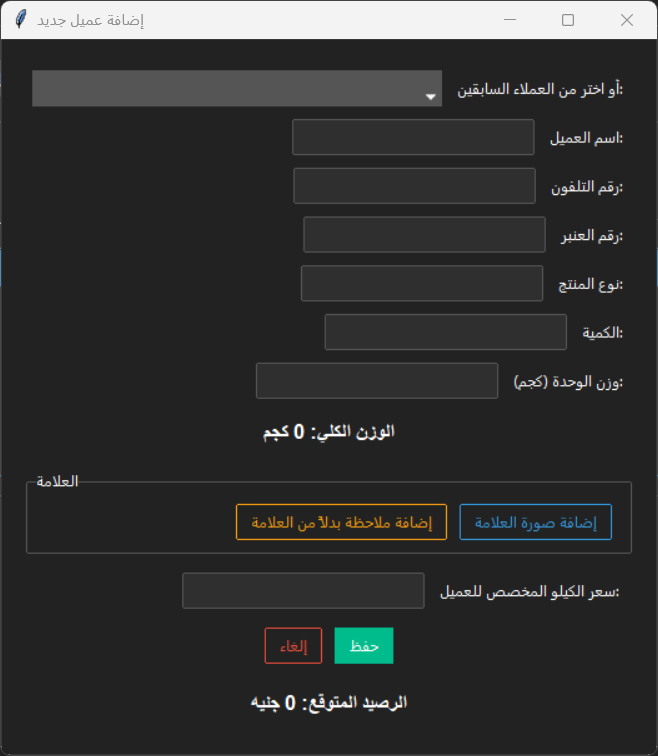 إضافة عميل جديد
أو اختر من العملاء السابقين:
اسم العميل:
رقم التلفون:
رقم العنبر:
نوع المنتج:
الكمية:
وزن الوحدة (كجم):
الوزن الكلي: 0 كجم
العلامة
إضافة صورة العلامة
إضافة ملاحظة بدلاً من العلامة
سعر الكيلو المخصص للعميل:
حفظ
إلغاء
الرصيد المتوقع: 0 جنيه